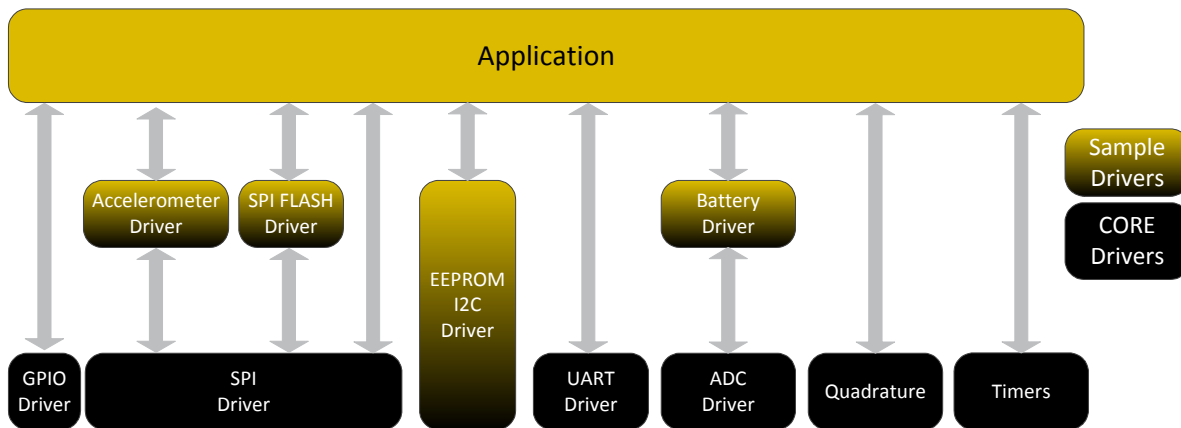 Application
Sample
Drivers
CORE
Drivers
Accelerometer
Driver
SPI FLASH
Driver
Battery
Driver
EEPROM
I2C
Driver
GPIO
Driver
SPI
Driver
UART
Driver
ADC
Driver
Quadrature
Timers